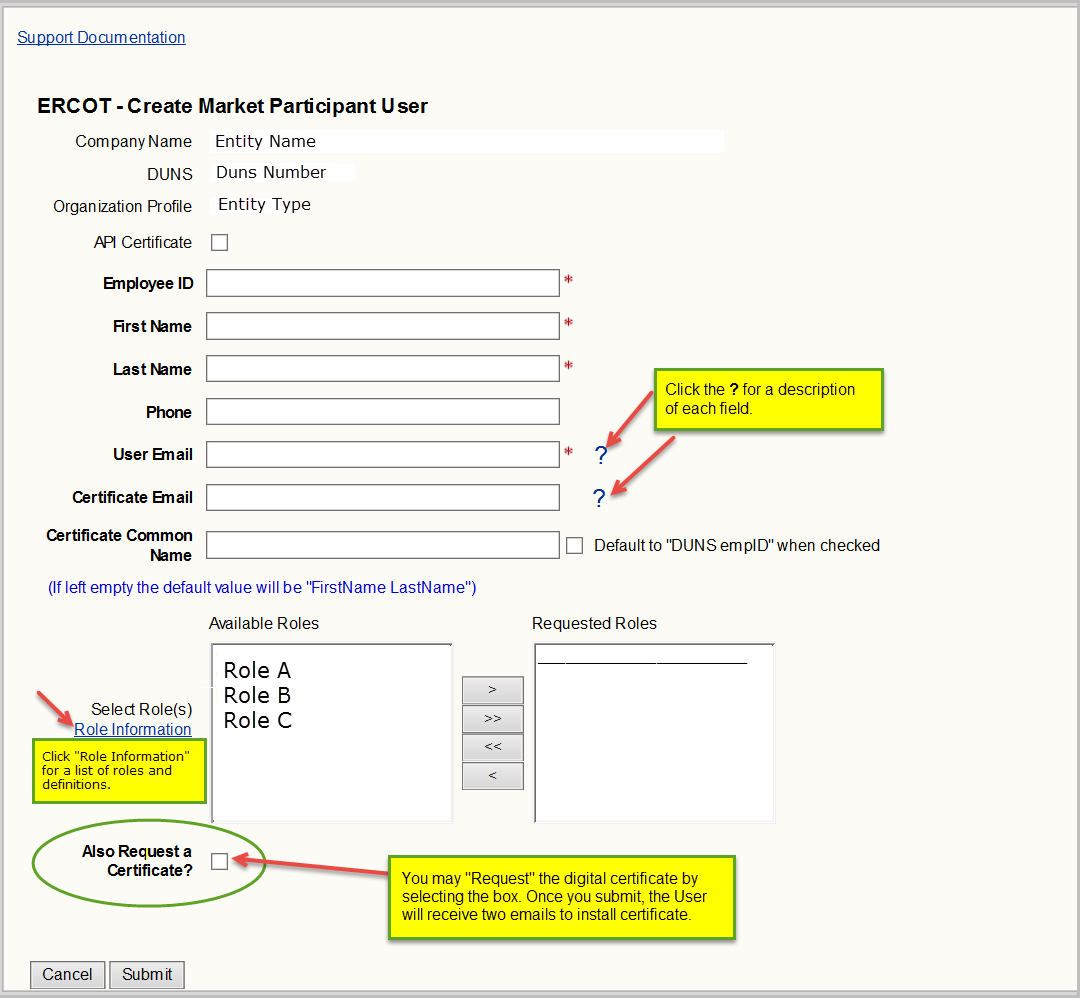 Support Documentation
ERCOT - Create Market Participant User
Company Name Entity Name
DUNS Duns Number
Organization Profile Entity Type
API Certificate
Employee ID *
First Name *
Last Name *
Phone
User Email * ?
Click the ? for a description
of each field.
Certificate Email ?
Certificate Common
Name
Default to "DUNS empID" when checked
(If left empty the default value will be "FirstName LastName")
Available Roles
Requested Roles
Role A
Role B
Role C
>
>>
<<
<
Select Role(s)
Role Information
Click "Role Information"
for a list of roles and
definitions.
Also Request a
Certificate?
You may "Request" the digital certificate by
selecting the box. Once you submit, the User
will receive two emails to install certificate.
Cancel Submit